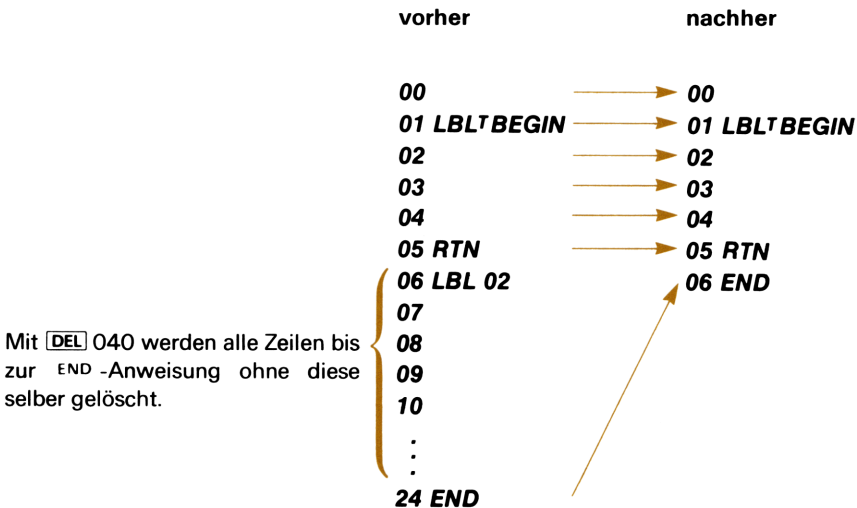 vorher nachher
00 00
01 LBLᵀBEGIN 01 LBLᵀBEGIN
02 02
03 03
04 04
05 RTN 05 RTN
06 LBL 02 06 END
07
Mit DEL 040 werden alle Zeilen bis 08
zur END -Anweisung ohne diese 09
selber gelöscht. 10
.
.
.
24 END